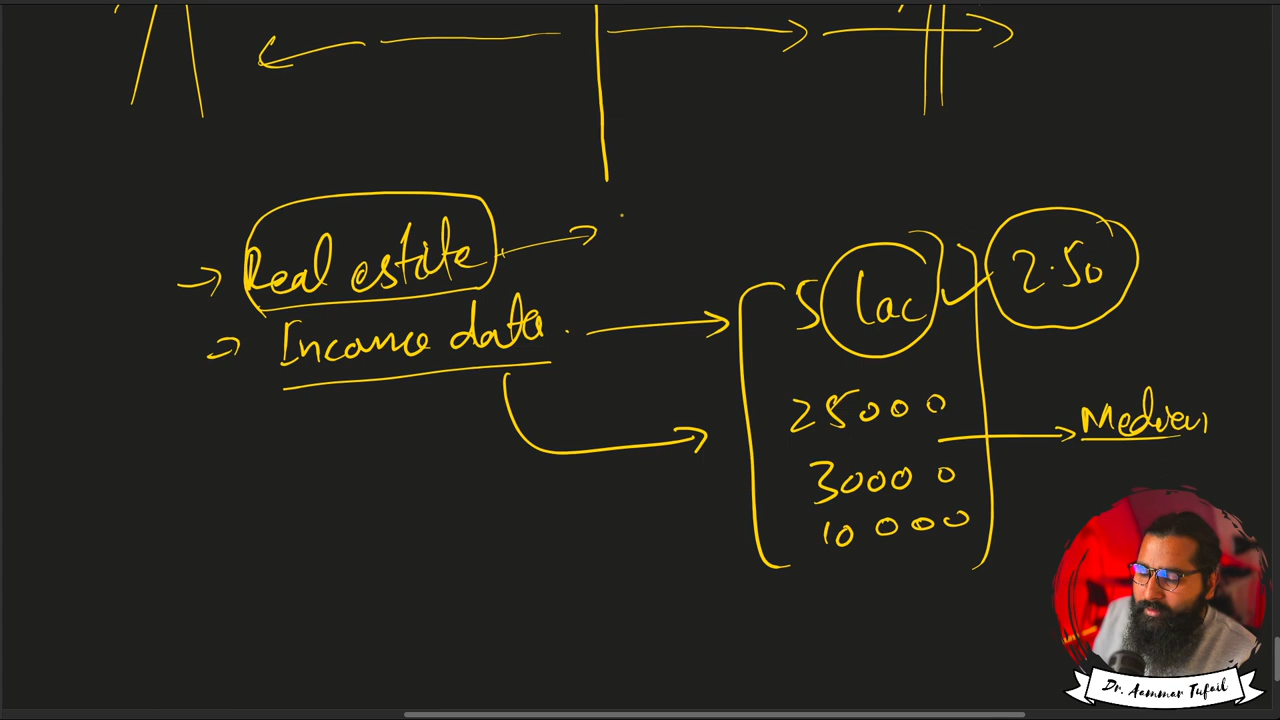 Real estate
Income data
5 lac
2.50
25000
30000
10000
Median
Dr. Aammar Tufail